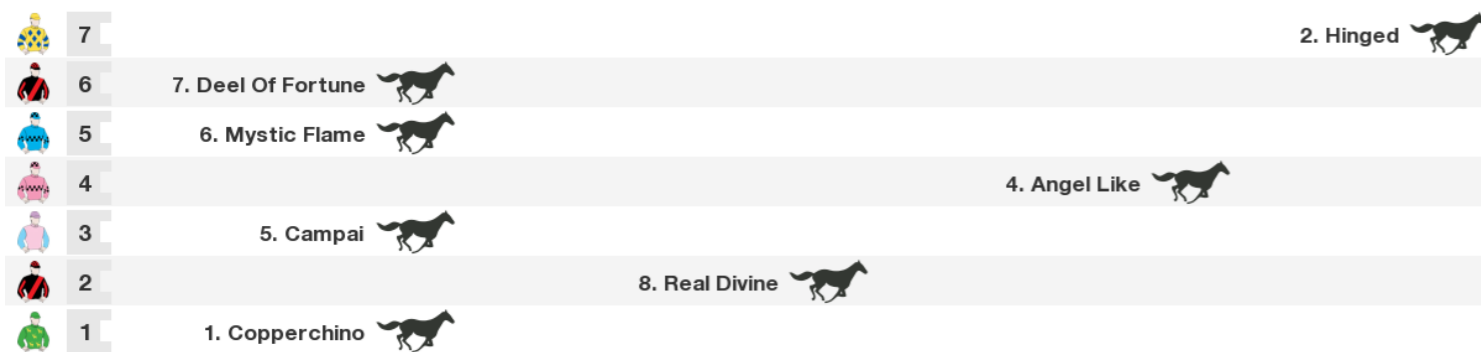 7 2. Hinged
6 7. Deel Of Fortune
5 6. Mystic Flame
4 4. Angel Like
3 5. Campai
2 8. Real Divine
1 1. Copperchino